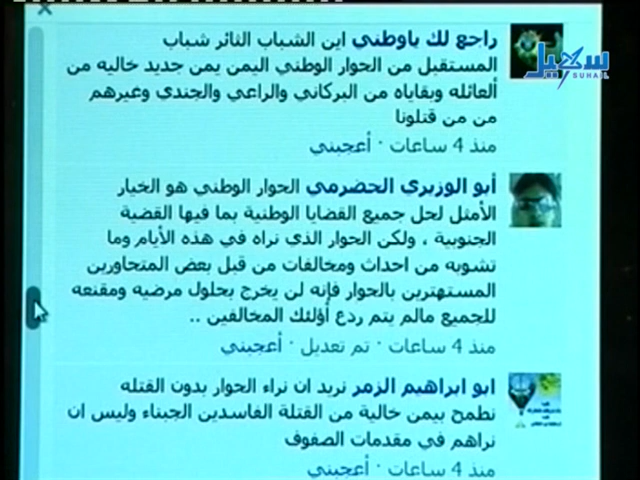 سهيل
SUHAIL
راجع لك ياوطني اين الشباب الثائر شباب
المستقبل من الحوار الوطني اليمن يمن جديد خاليه من
ألعائله وبقاياه من البركاني والراعي والجندي وغيرهم
من من قتلونا
منذ 4 ساعات · أعجبني
أبو الوزيري الحضرمي الحوار الوطني هو الخيار
الأمثل لحل جميع القضايا الوطنية بما فيها القضية
الجنوبية ، ولكن الحوار الذي نراه في هذه الأيام وما
تشوبه من احداث ومخالفات من قبل بعض المتحاورين
المستهترين بالحوار فإنه لن يخرج بحلول مرضيه ومقنعه
للجميع مالم يتم ردع أؤلئك المخالفين ..
منذ 4 ساعات · تم تعديل · أعجبني
ابو ابراهيم الزمر نريد ان نراء الحوار بدون القتله
نطمح بيمن خالية من القتلة الفاسدين الجبناء وليس ان
نراهم في مقدمات الصفوف
منذ 4 ساعات · أعجبني